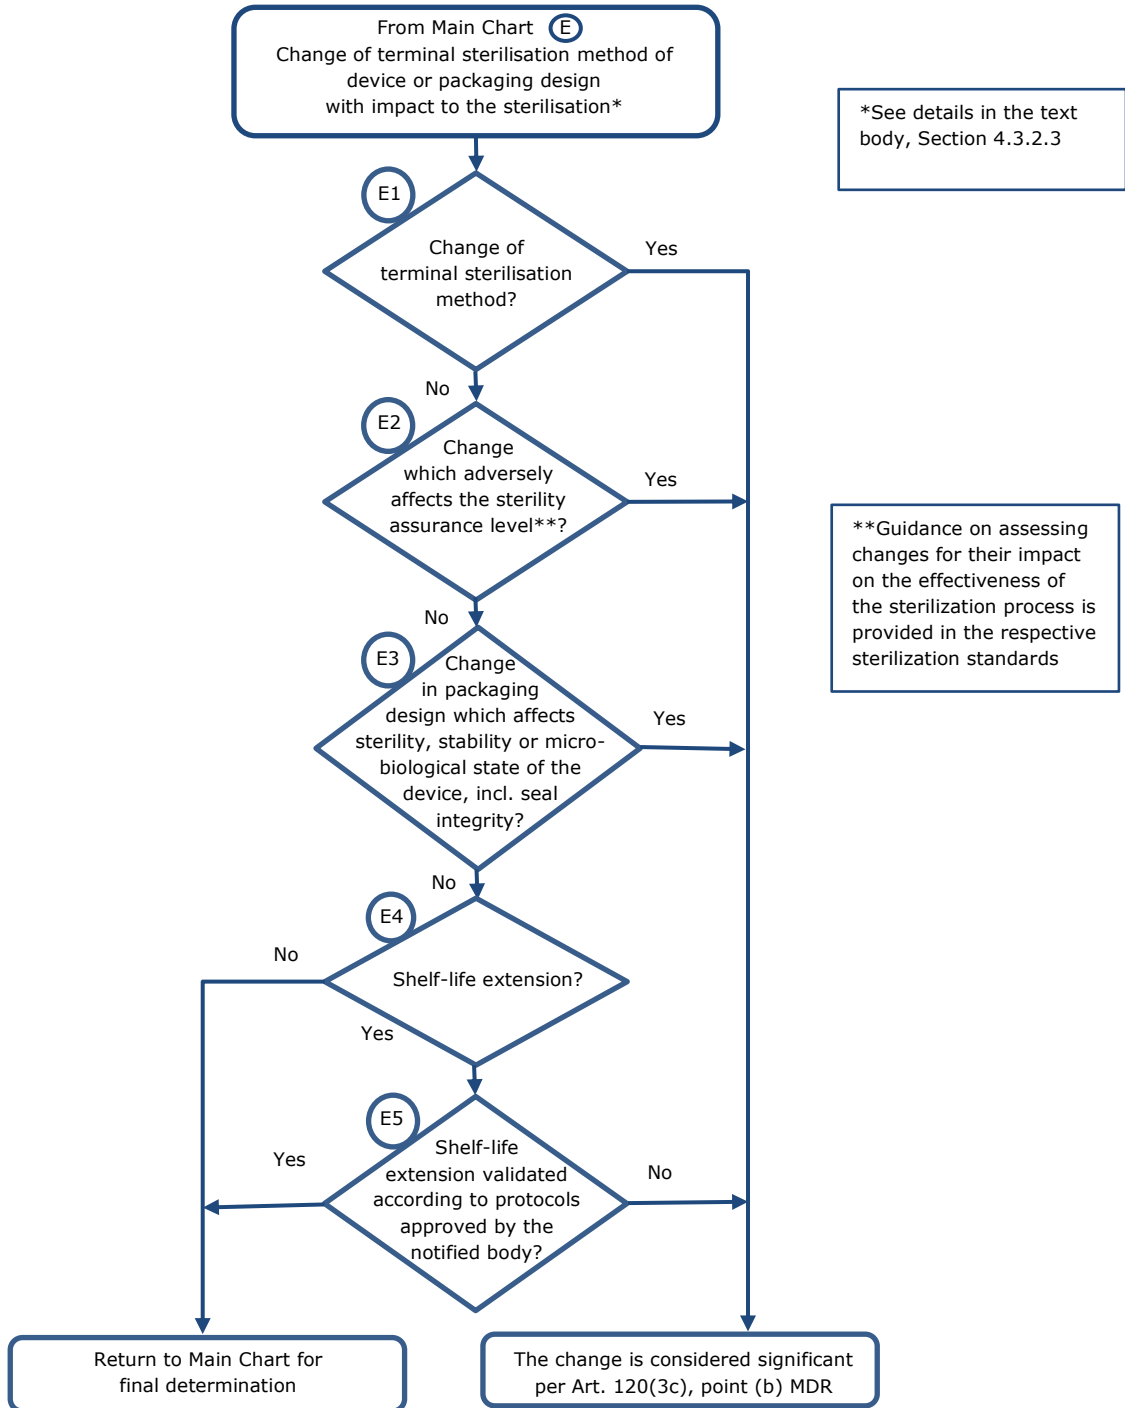 From Main Chart E
Change of terminal sterilisation method of
device or packaging design
with impact to the sterilisation*
*See details in the text
body, Section 4.3.2.3
E1
Change of
terminal sterilisation
method?
Yes
No
E2
Change
which adversely
affects the sterility
assurance level**?
Yes
**Guidance on assessing
changes for their impact
on the effectiveness of
the sterilization process is
provided in the respective
sterilization standards
No
E3
Change
in packaging
design which affects
sterility, stability or micro-
biological state of the
device, incl. seal
integrity?
Yes
No
E4
Shelf-life extension?
No
Yes
E5
Shelf-life
extension validated
according to protocols
approved by the
notified body?
Yes
No
Return to Main Chart for
final determination
The change is considered significant
per Art. 120(3c), point (b) MDR